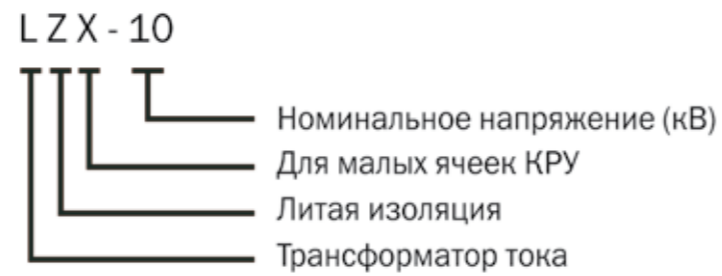 LZX-10
Номинальное напряжение (кВ)
Для малых ячеек КРУ
Литая изоляция
Трансформатор тока